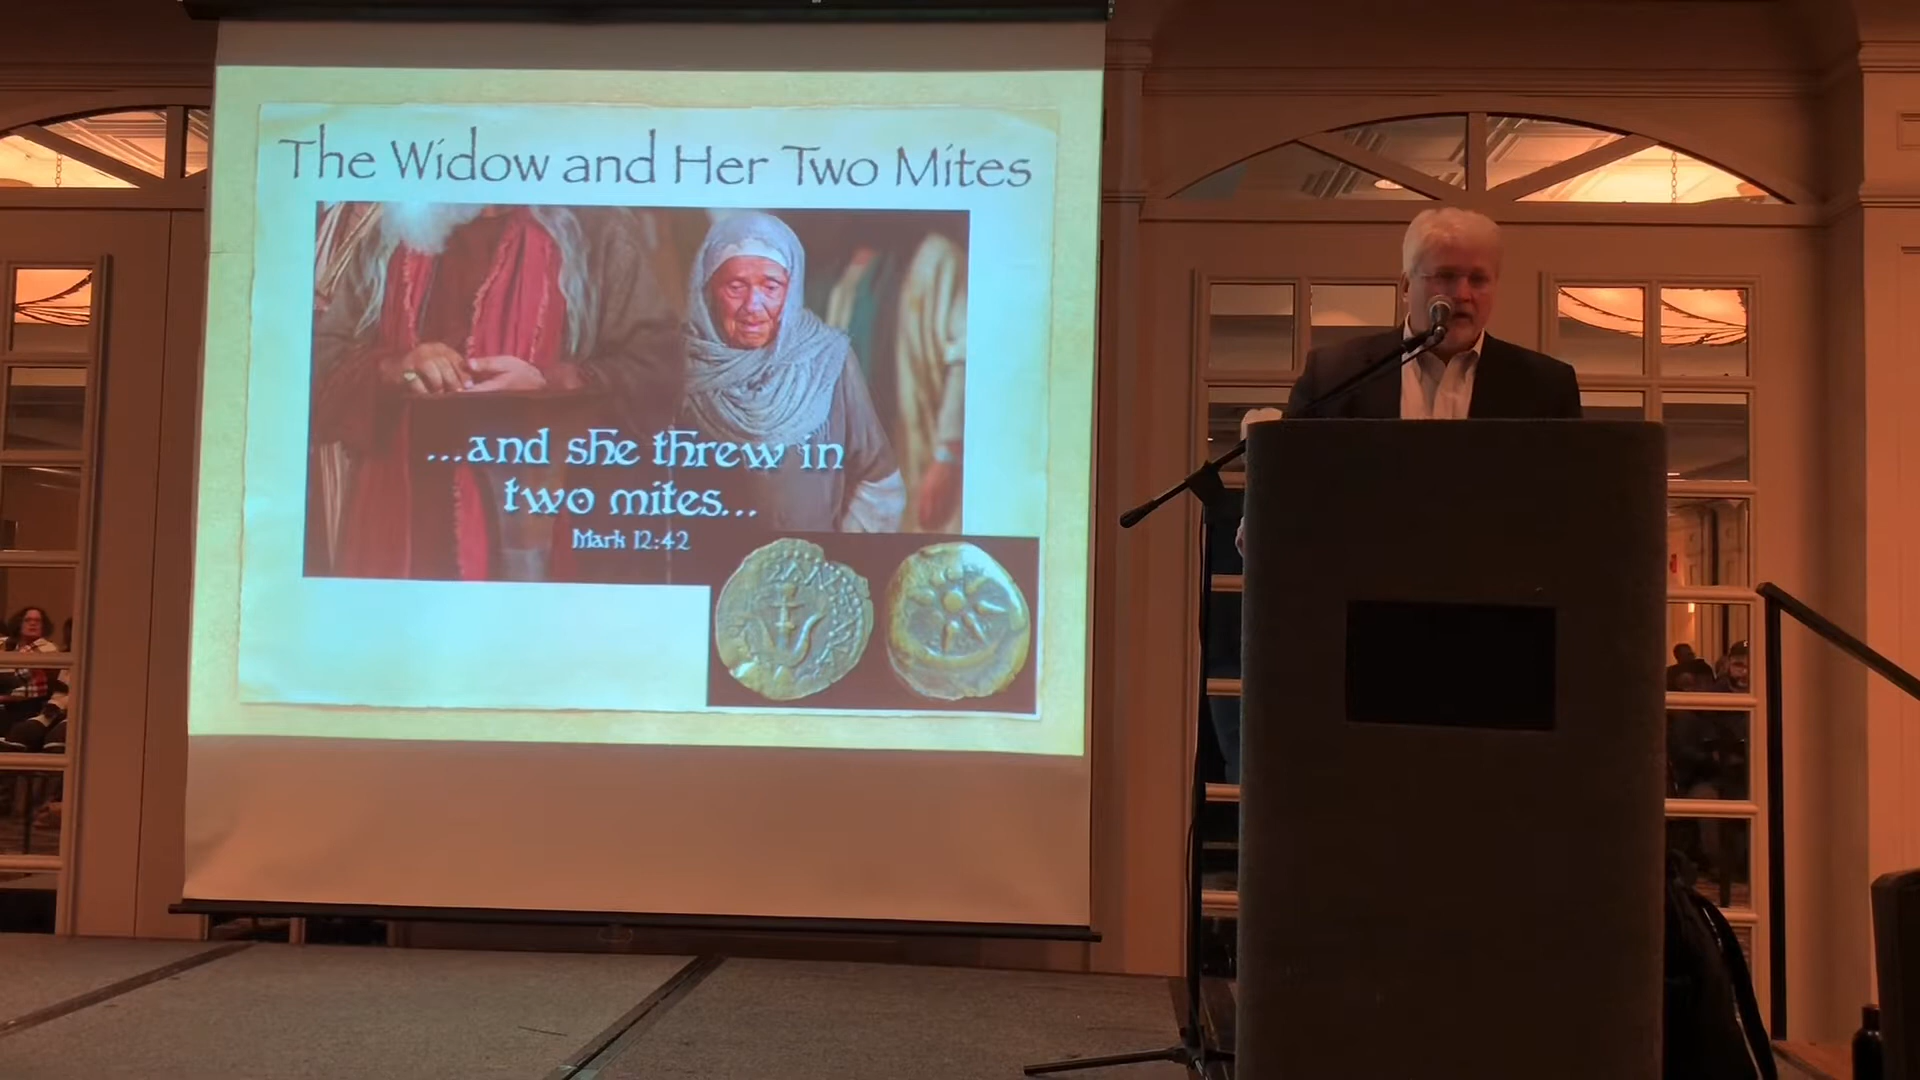 The Widow and Her Two Mites
...and she threw in
two mites...
Mark 12:42